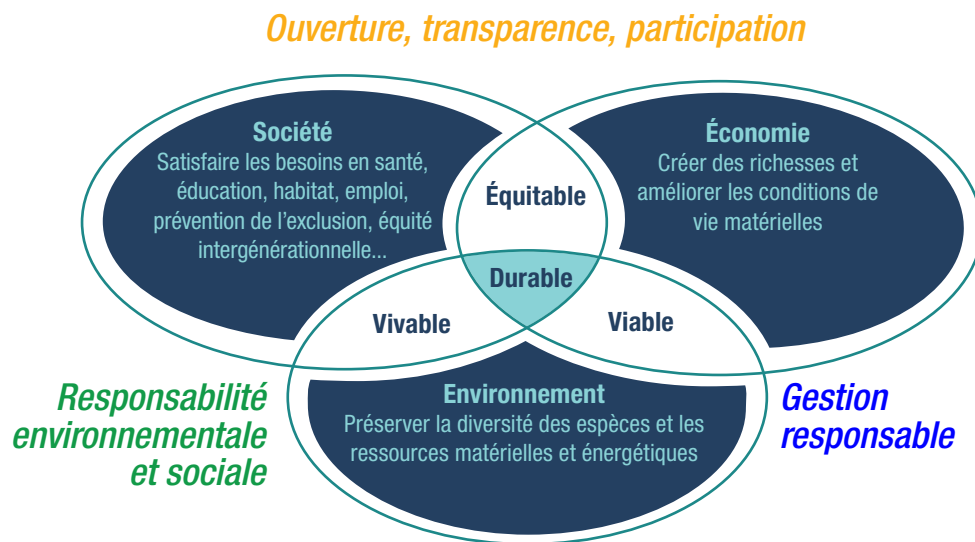 Ouverture, transparence, participation
Société
Satisfaire les besoins en santé,
éducation, habitat, emploi,
prévention de l'exclusion, équité
intergénérationnelle...
Économie
Créer des richesses et
améliorer les conditions de
vie matérielles
Équitable
Durable
Vivable
Viable
Environnement
Préserver la diversité des espèces et les
ressources matérielles et énergétiques
Responsabilité
environnementale
et sociale
Gestion
responsable